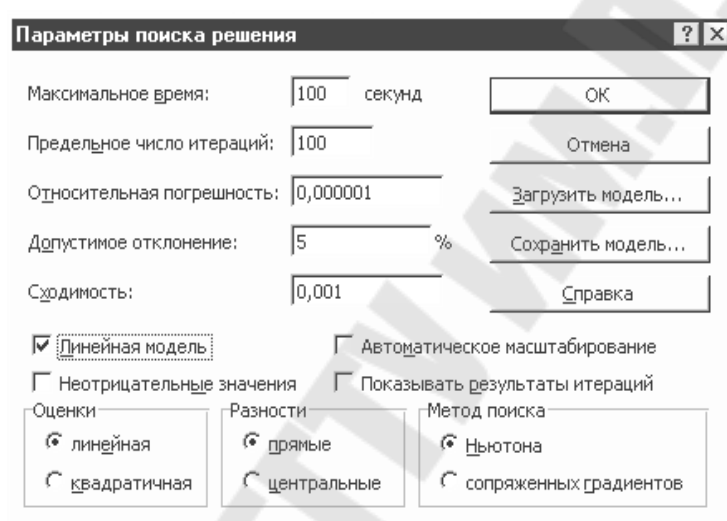 Параметры поиска решения ? ×
Максимальное время: 100 секунд ОК
Предельное число итераций: 100 Отмена
Относительная погрешность: 0,000001 Загрузить модель...
Допустимое отклонение: 5 % Сохранить модель...
Сходимость: 0,001 Справка
Линейная модель Автоматическое масштабирование
Неотрицательные значения Показывать результаты итераций
Оценки Разности Метод поиска
линейная прямые Ньютона
квадратичная центральные сопряженных градиентов